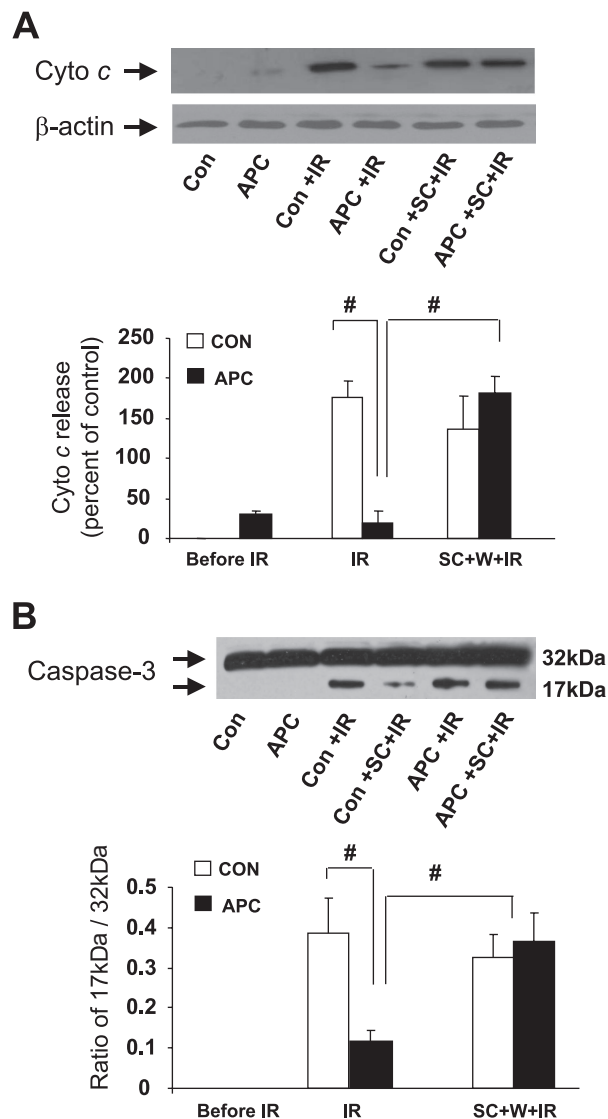 A
Cyto c
β-actin
Con
APC
Con +IR
APC +IR
Con +SC+IR
APC +SC+IR
#
#
250
200
150
100
50
0
CON
APC
Cyto c release
(percent of control)
Before IR
IR
SC+W+IR
B
Caspase-3
32kDa
17kDa
Con
APC
Con +IR
Con +SC+IR
APC +IR
APC +SC+IR
#
#
CON
APC
0.5
0.4
0.3
0.2
0.1
0
Ratio of 17kDa / 32kDa
Before IR
IR
SC+W+IR